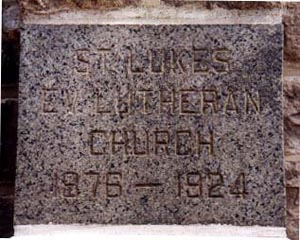 ST. LUKES
EV. LUTHERAN
CHURCH
1876 — 1924